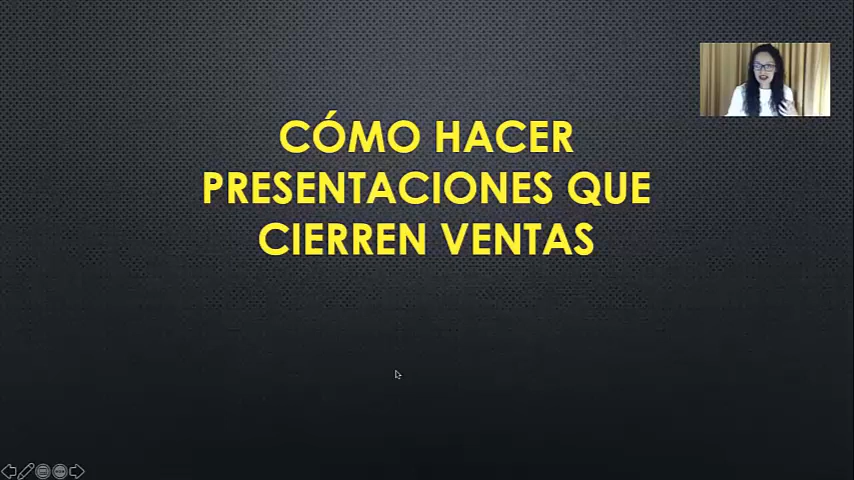 CÓMO HACER
PRESENTACIONES QUE
CIERREN VENTAS